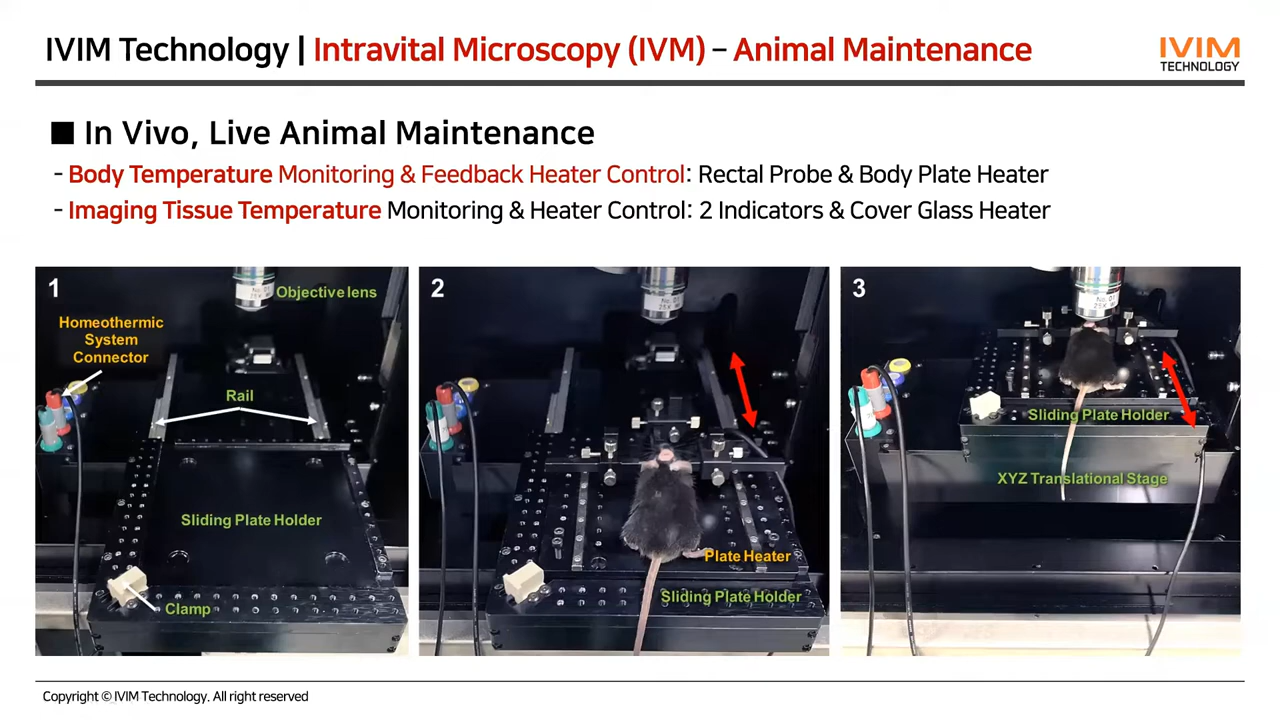 IVIM Technology | Intravital Microscopy (IVM) – Animal Maintenance
IVIM
TECHNOLOGY
■ In Vivo, Live Animal Maintenance
- Body Temperature Monitoring & Feedback Heater Control: Rectal Probe & Body Plate Heater
- Imaging Tissue Temperature Monitoring & Heater Control: 2 Indicators & Cover Glass Heater
1
Objective lens
Homeothermic
System
Connector
Rail
Sliding Plate Holder
Clamp
2
Plate Heater
Sliding Plate Holder
3
Sliding Plate Holder
XYZ Translational Stage
Copyright © IVIM Technology. All right reserved